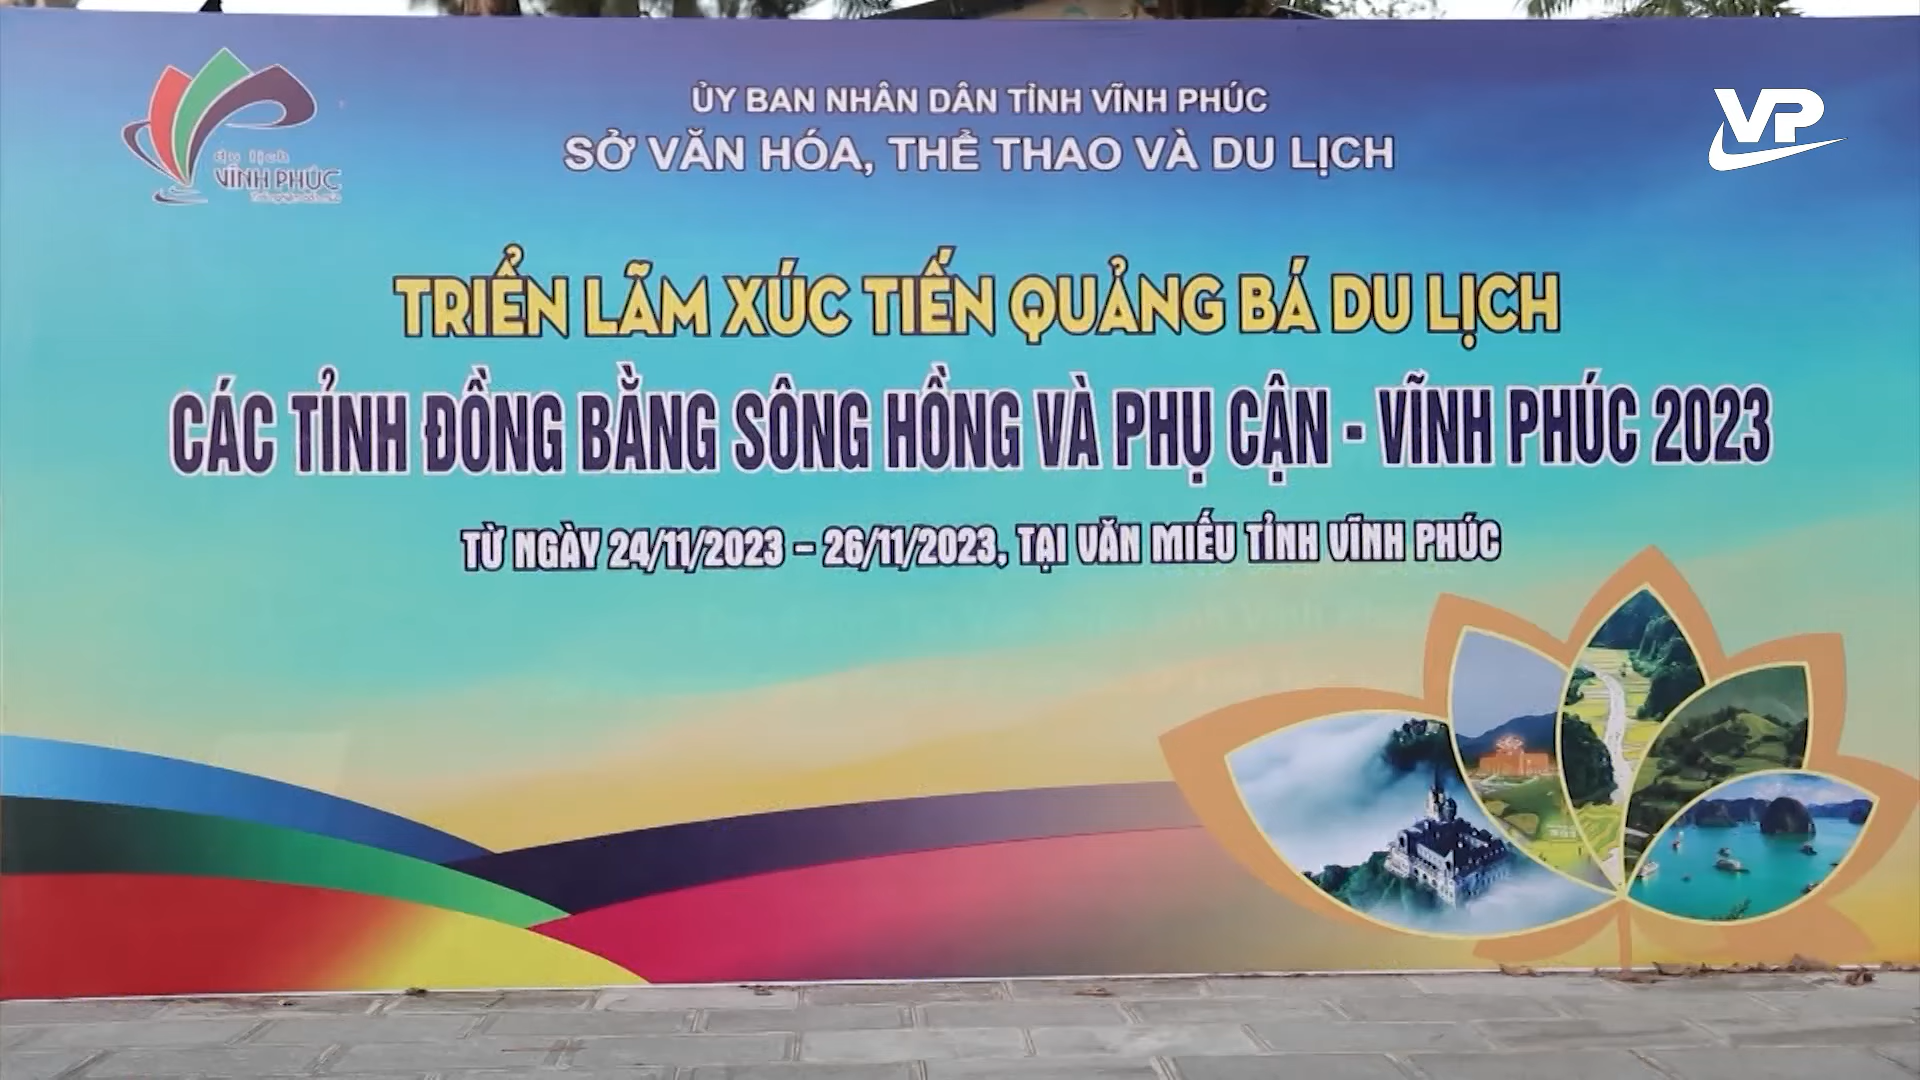 ỦY BAN NHÂN DÂN TỈNH VĨNH PHÚC
SỞ VĂN HÓA, THỂ THAO VÀ DU LỊCH
VP
du lịch
VĨNH PHÚC
TRIỂN LÃM XÚC TIẾN QUẢNG BÁ DU LỊCH
CÁC TỈNH ĐỒNG BẰNG SÔNG HỒNG VÀ PHỤ CẬN - VĨNH PHÚC 2023
TỪ NGÀY 24/11/2023 – 26/11/2023, TẠI VĂN MIẾU TỈNH VĨNH PHÚC